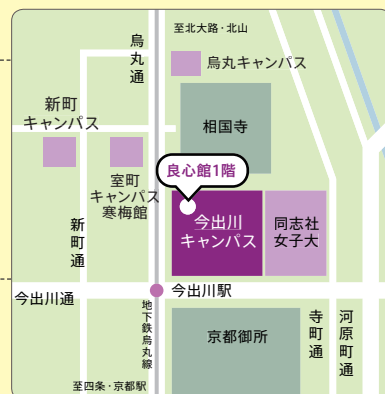 至北大路・北山
烏丸通
烏丸キャンパス
新町
キャンパス
相国寺
良心館1階
室町
キャンパス
寒梅館
今出川
キャンパス
同志社
女子大
新町通
今出川通
今出川駅
地下鉄烏丸線
京都御所
寺町通
河原町通
至四条・京都駅